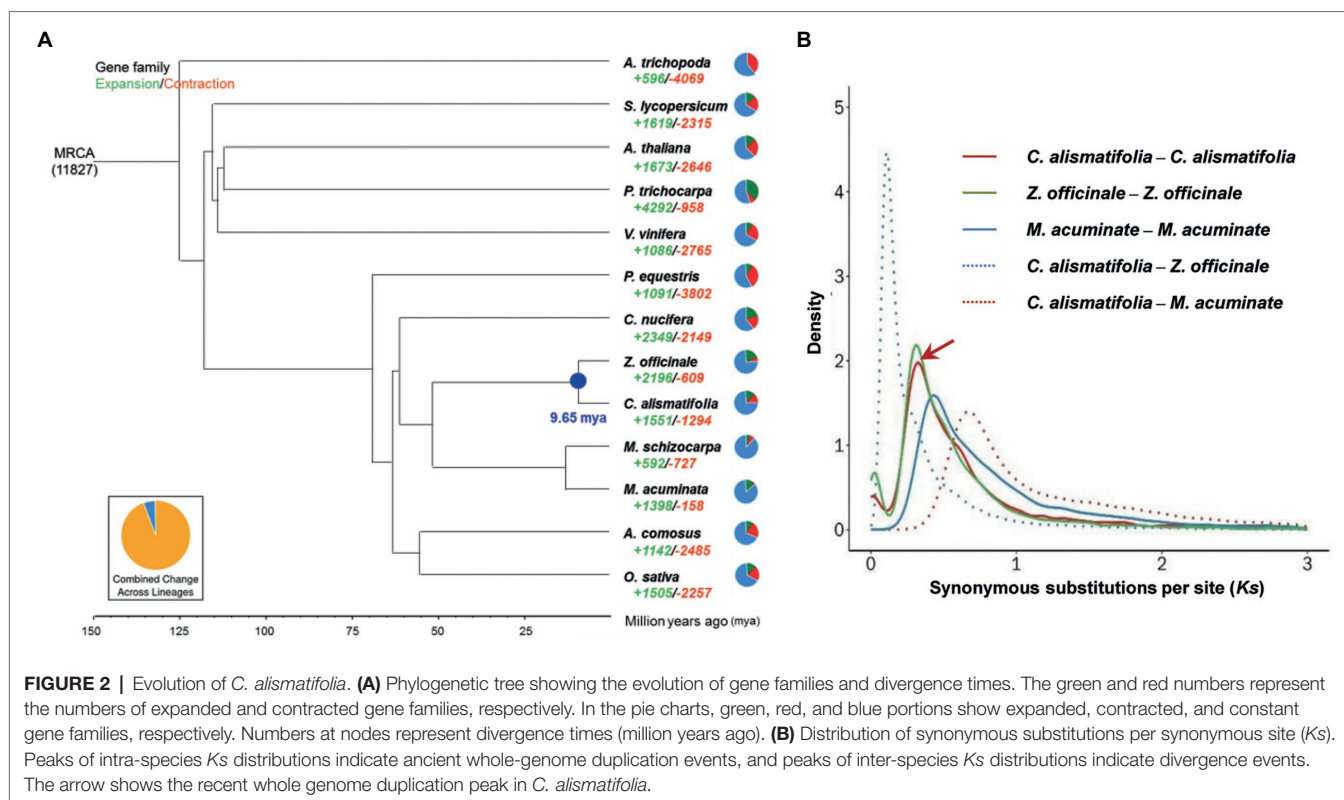 A
Gene family
Expansion/Contraction
MRCA
(11827)
A. trichopoda
+596/-4069
S. lycopersicum
+1619/-2315
A. thaliana
+1673/-2646
P. trichocarpa
+4292/-958
V. vinifera
+1086/-2765
P. equestris
+1091/-3802
C. nucifera
+2349/-2149
Z. officinale
+2196/-609
C. alismatifolia
+1551/-1294
9.65 mya
M. schizocarpa
+592/-727
M. acuminata
+1398/-158
A. comosus
+1142/-2485
O. sativa
+1505/-2257
Combined Change
Across Lineages
Million years ago (mya)
150 125 100 75 50 25
B
5
4
3
2
1
0
Density
C. alismatifolia – C. alismatifolia
Z. officinale – Z. officinale
M. acuminate – M. acuminate
C. alismatifolia – Z. officinale
C. alismatifolia – M. acuminate
0 1 2 3
Synonymous substitutions per site (Ks)
FIGURE 2 | Evolution of C. alismatifolia. (A) Phylogenetic tree showing the evolution of gene families and divergence times. The green and red numbers represent
the numbers of expanded and contracted gene families, respectively. In the pie charts, green, red, and blue portions show expanded, contracted, and constant
gene families, respectively. Numbers at nodes represent divergence times (million years ago). (B) Distribution of synonymous substitutions per synonymous site (Ks).
Peaks of intra-species Ks distributions indicate ancient whole-genome duplication events, and peaks of inter-species Ks distributions indicate divergence events.
The arrow shows the recent whole genome duplication peak in C. alismatifolia.